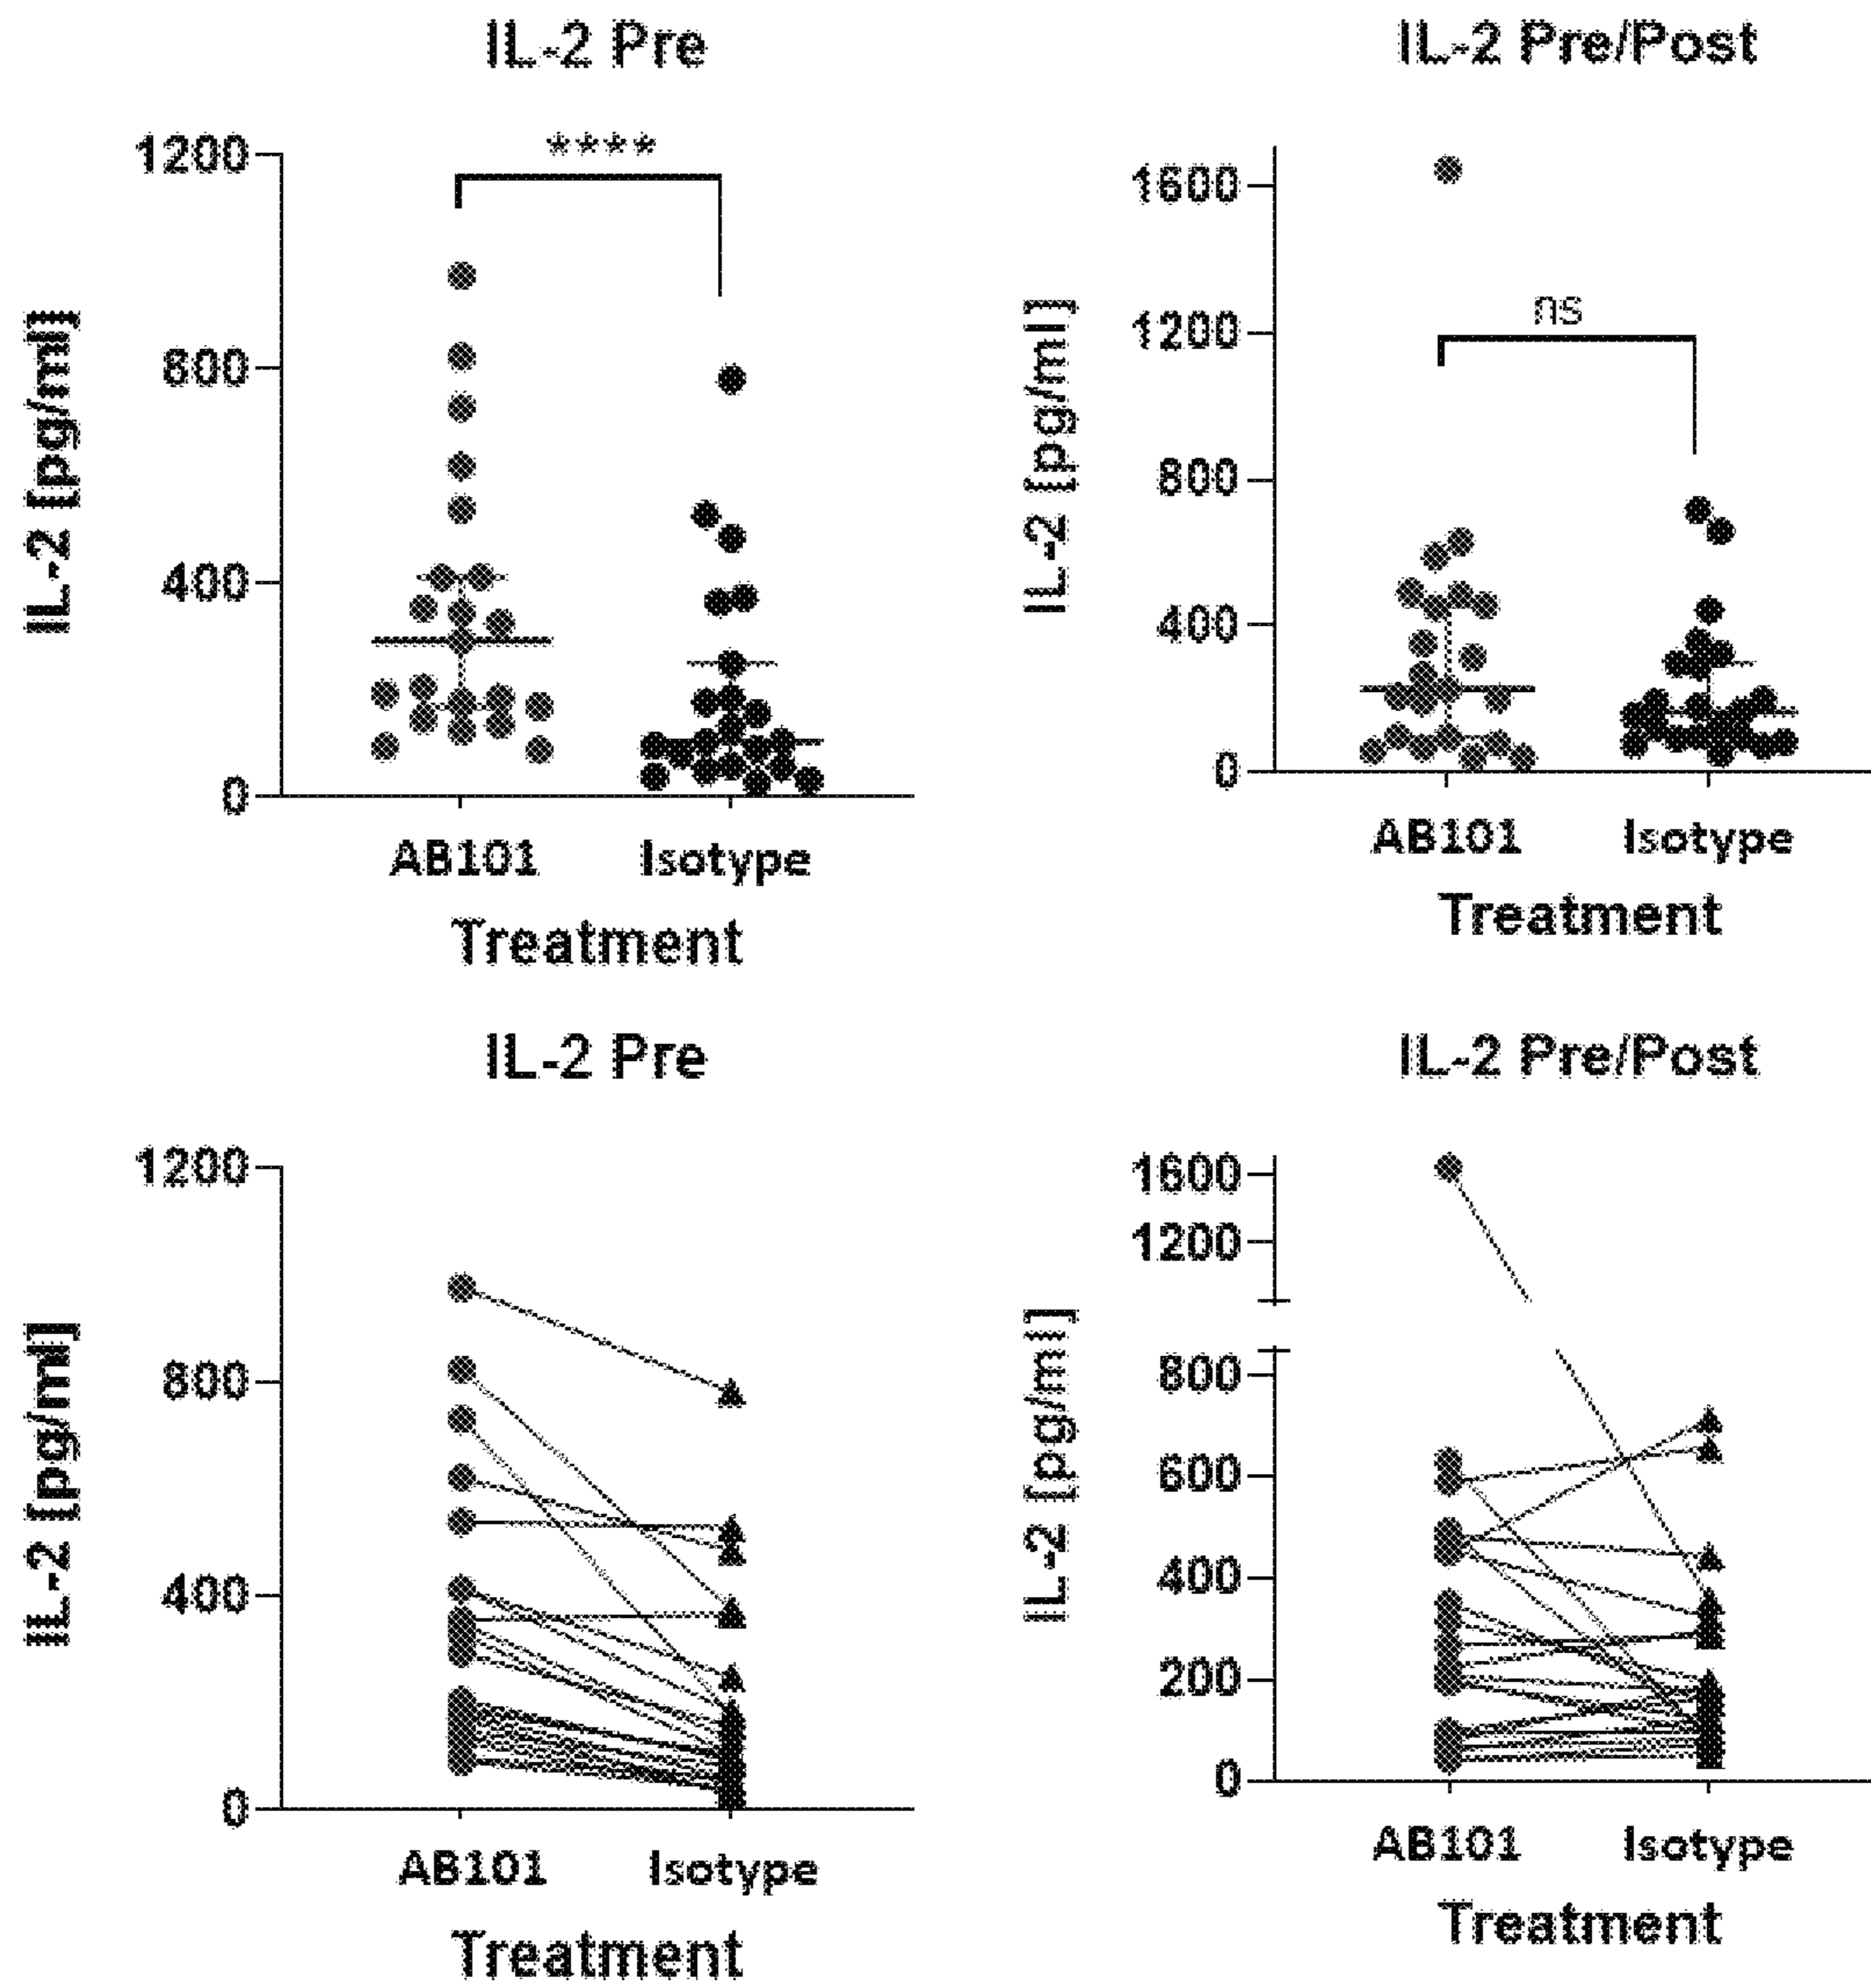 IL-2 Pre
IL-2 [pg/ml]
1200
800
400
0
****
AB101
Isotype
Treatment
IL-2 Pre/Post
IL-2 [pg/ml]
1600
1200
800
400
0
ns
AB101
Isotype
Treatment
IL-2 Pre
IL-2 [pg/ml]
1200
800
400
0
AB101
Isotype
Treatment
IL-2 Pre/Post
IL-2 [pg/ml]
1600
1200
800
600
400
200
0
AB101
Isotype
Treatment